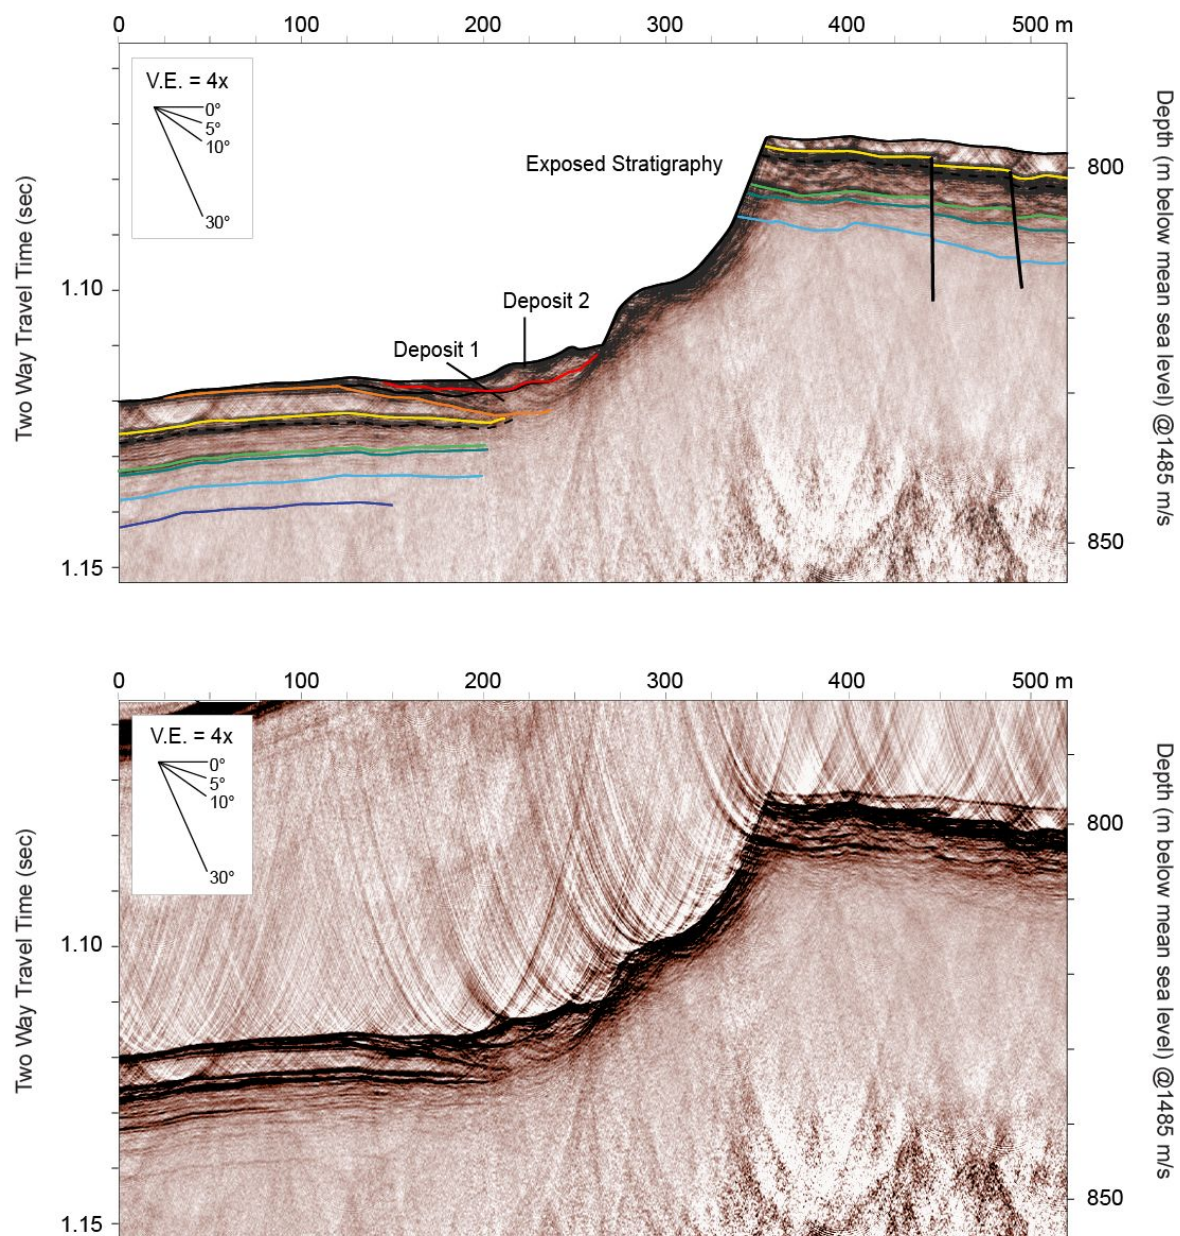 0 100 200 300 400 500 m
V.E. = 4x
0°
5°
10°
30°
Exposed Stratigraphy
Deposit 2
Deposit 1
Two Way Travel Time (sec)
1.10
1.15
800
850
Depth (m below mean sea level) @1485 m/s
0 100 200 300 400 500 m
V.E. = 4x
0°
5°
10°
30°
Two Way Travel Time (sec)
1.10
1.15
800
850
Depth (m below mean sea level) @1485 m/s